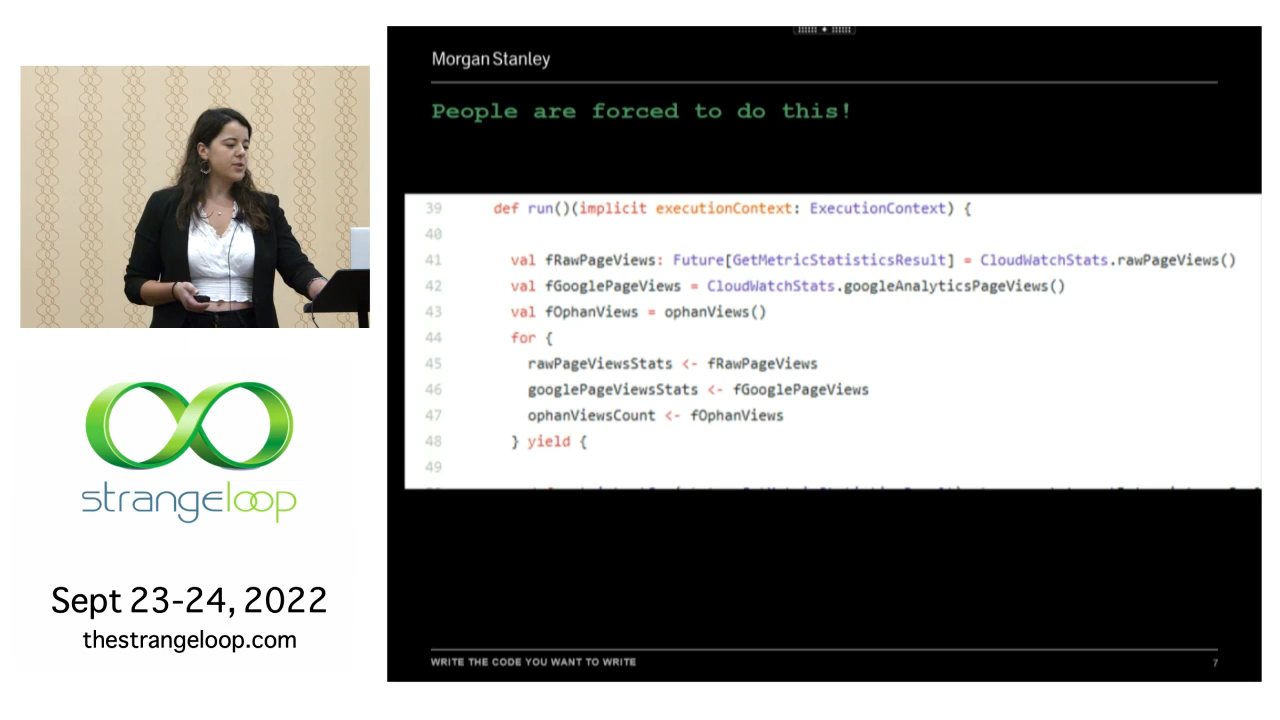 Morgan Stanley
People are forced to do this!
39 def run()(implicit executionContext: ExecutionContext) {
40
41 val fRawPageViews: Future[GetMetricStatisticsResult] = CloudWatchStats.rawPageViews()
42 val fGooglePageViews = CloudWatchStats.googleAnalyticsPageViews()
43 val fOphanViews = ophanViews()
44 for {
45 rawPageViewsStats <- fRawPageViews
46 googlePageViewsStats <- fGooglePageViews
47 ophanViewsCount <- fOphanViews
48 } yield {
49
WRITE THE CODE YOU WANT TO WRITE
7
strangeloop
Sept 23-24, 2022
thestrangeloop.com